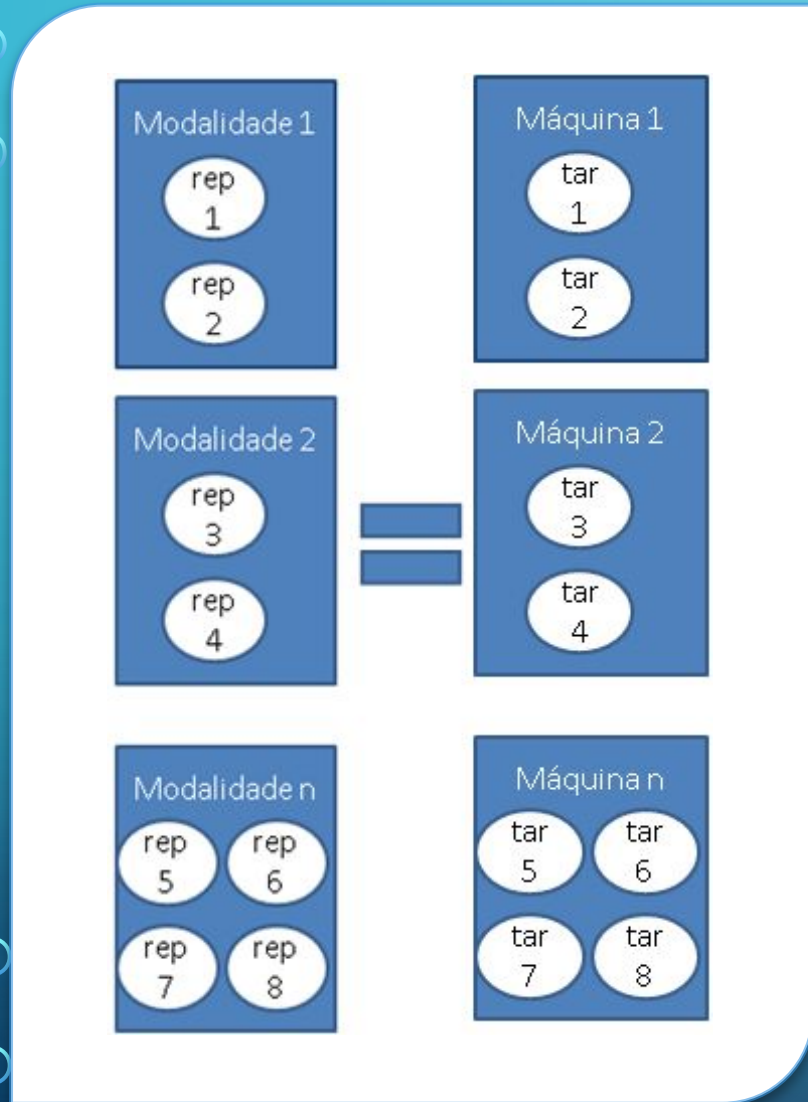 Modalidade 1
rep
1
rep
2
Máquina 1
tar
1
tar
2
Modalidade 2
rep
3
rep
4
Máquina 2
tar
3
tar
4
Modalidade n
rep
5
rep
6
rep
7
rep
8
Máquina n
tar
5
tar
6
tar
7
tar
8